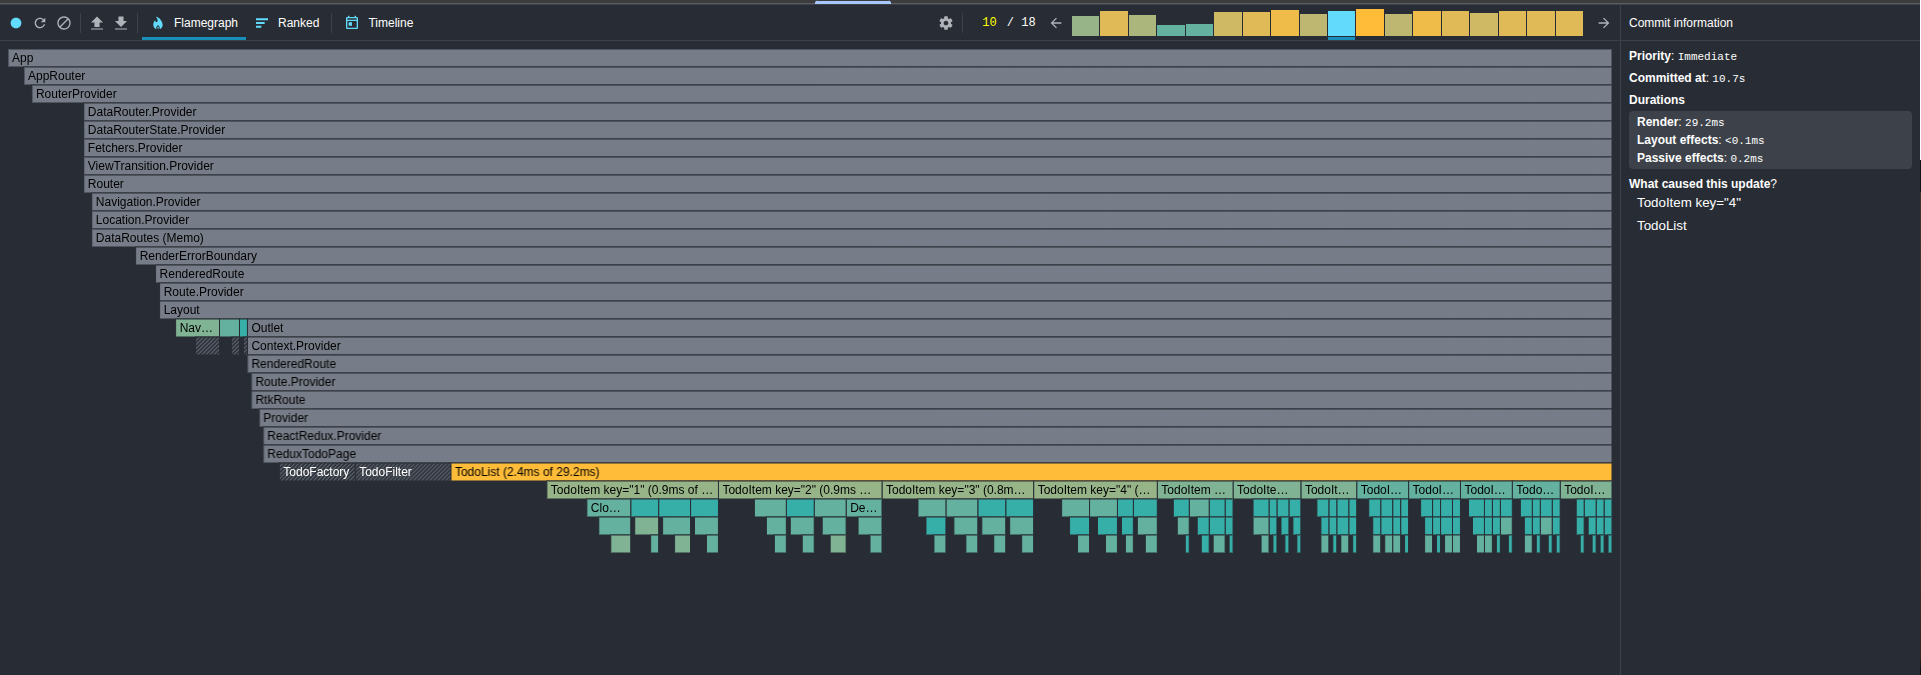 Flamegraph Ranked Timeline 10 / 18 Commit information
App
AppRouter
RouterProvider
DataRouter.Provider
DataRouterState.Provider
Fetchers.Provider
ViewTransition.Provider
Router
Navigation.Provider
Location.Provider
DataRoutes (Memo)
RenderErrorBoundary
RenderedRoute
Route.Provider
Layout
Nav… Outlet
Context.Provider
RenderedRoute
Route.Provider
RtkRoute
Provider
ReactRedux.Provider
ReduxTodoPage
TodoFactory TodoFilter TodoList (2.4ms of 29.2ms)
TodoItem key="1" (0.9ms of … TodoItem key="2" (0.9ms … TodoItem key="3" (0.8m… TodoItem key="4" (… TodoItem … TodoIte… TodoIt… TodoI… TodoI… TodoI… Todo… TodoI…
Clo… De…
Priority: Immediate
Committed at: 10.7s
Durations
Render: 29.2ms
Layout effects: <0.1ms
Passive effects: 0.2ms
What caused this update?
TodoItem key="4"
TodoList